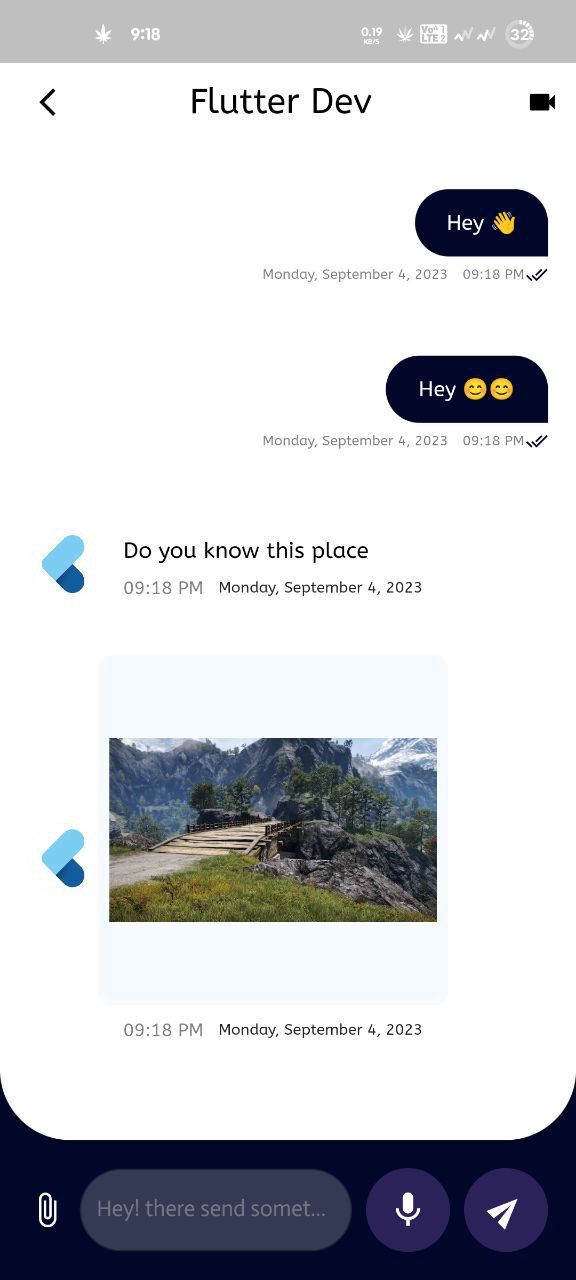 9:18
0.19
KB/S
Vo 1
LTE 2
32
Flutter Dev
Hey 👋
Monday, September 4, 2023 09:18 PM
Hey 😊😊
Monday, September 4, 2023 09:18 PM
Do you know this place
09:18 PM Monday, September 4, 2023
09:18 PM Monday, September 4, 2023
Hey! there send somet...